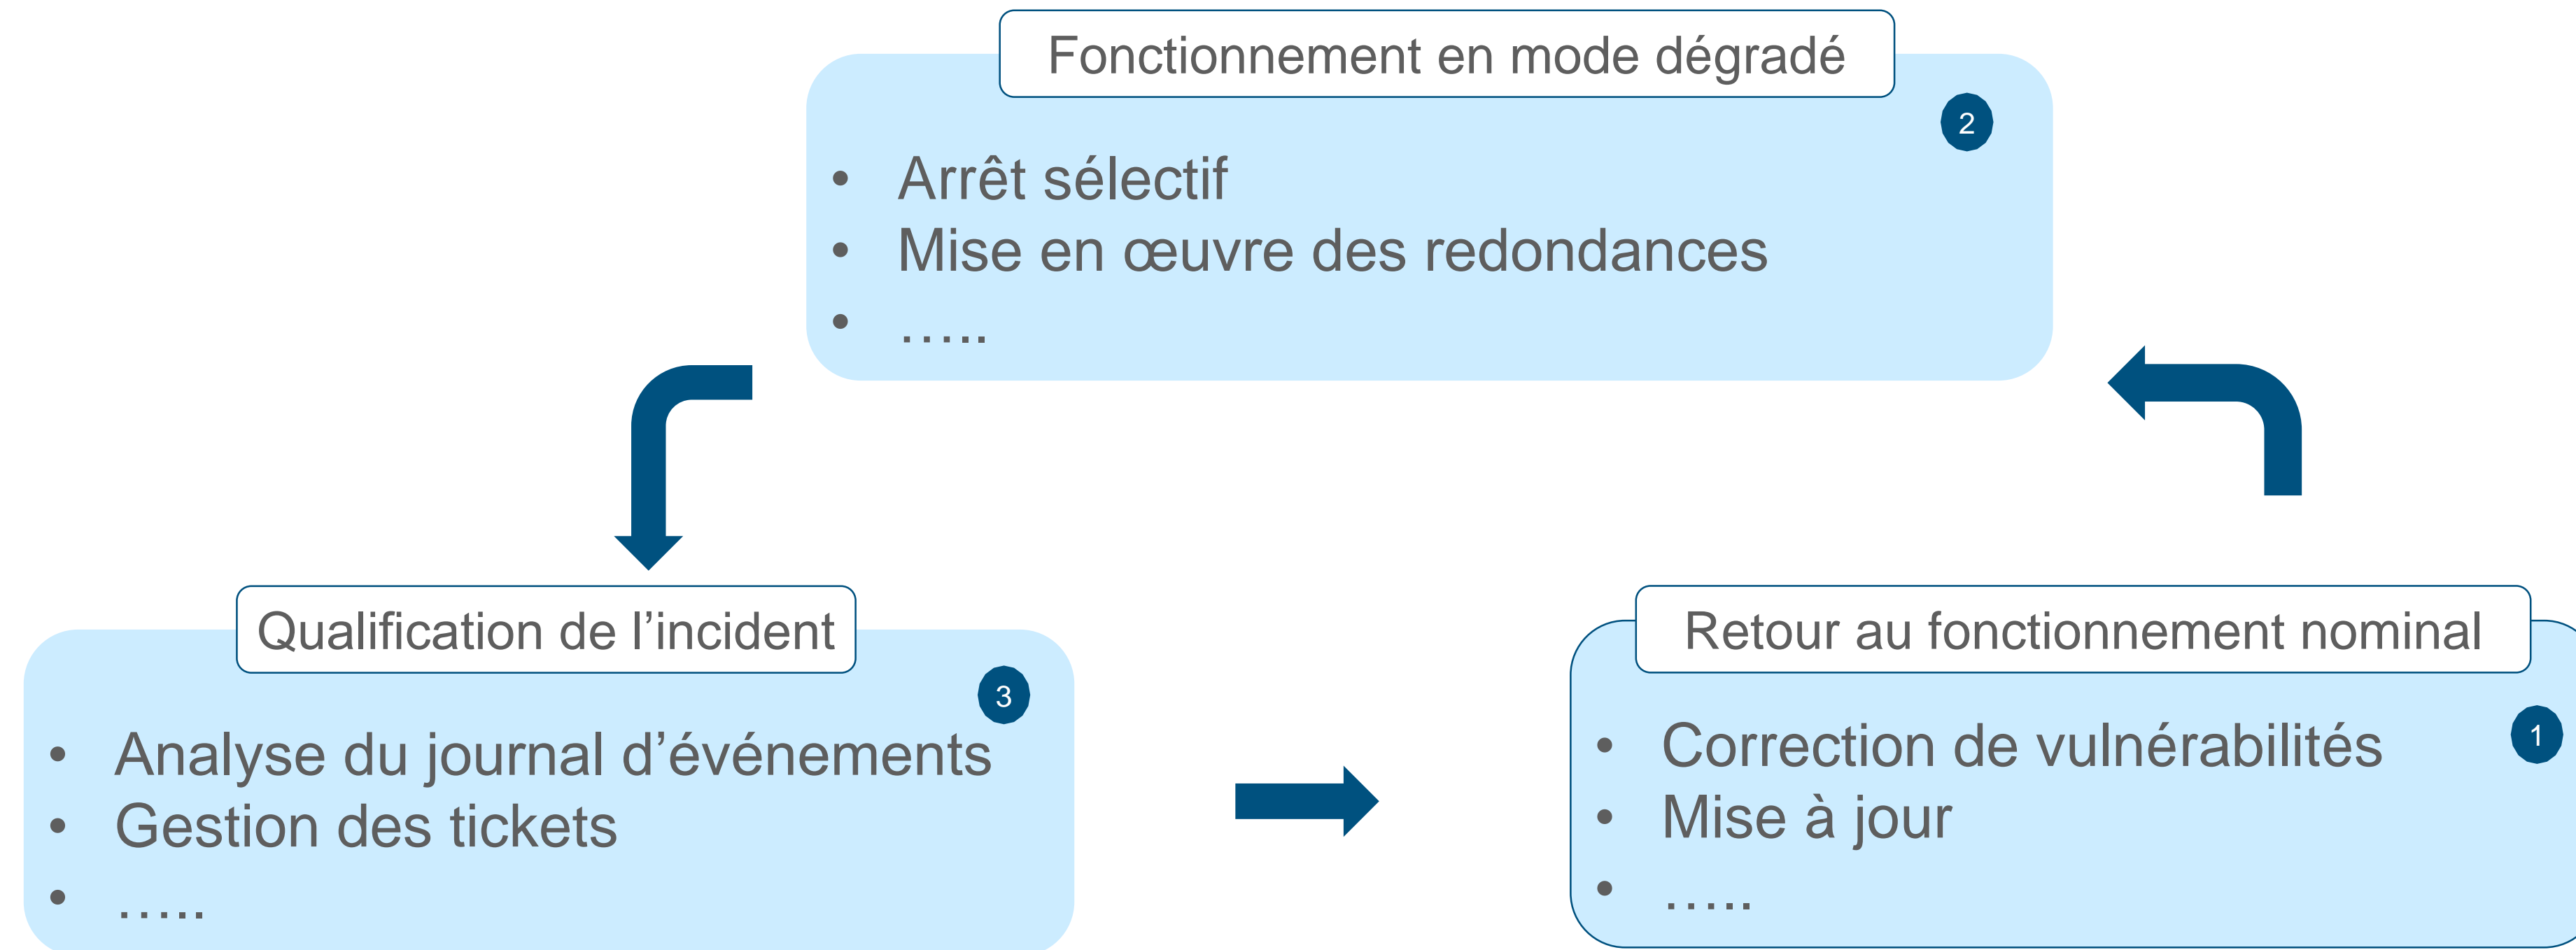 Fonctionnement en mode dégradé
2
• Arrêt sélectif
• Mise en œuvre des redondances
• …..
Qualification de l’incident
3
• Analyse du journal d’événements
• Gestion des tickets
• …...
Retour au fonctionnement nominal
1
• Correction de vulnérabilités
• Mise à jour
• …..